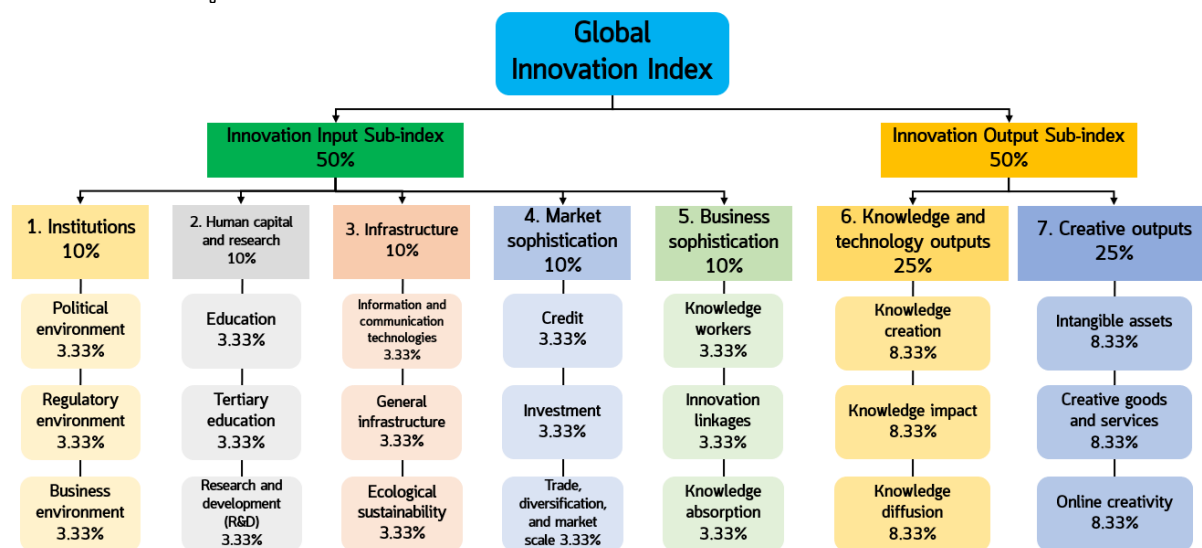 Global
Innovation Index
Innovation Input Sub-index
50%
Innovation Output Sub-index
50%
1. Institutions
10%
2. Human capital
and research
10%
3. Infrastructure
10%
4. Market
sophistication
10%
5. Business
sophistication
10%
6. Knowledge and
technology outputs
25%
7. Creative outputs
25%
Political
environment
3.33%
Education
3.33%
Information and
communication
technologies
3.33%
Credit
3.33%
Knowledge
workers
3.33%
Knowledge
creation
8.33%
Intangible assets
8.33%
Regulatory
environment
3.33%
Tertiary
education
3.33%
General
infrastructure
3.33%
Investment
3.33%
Innovation
linkages
3.33%
Knowledge impact
8.33%
Creative goods
and services
8.33%
Business
environment
3.33%
Research and
development
(R&D)
3.33%
Ecological
sustainability
3.33%
Trade,
diversification,
and market
scale 3.33%
Knowledge
absorption
3.33%
Knowledge
diffusion
8.33%
Online creativity
8.33%